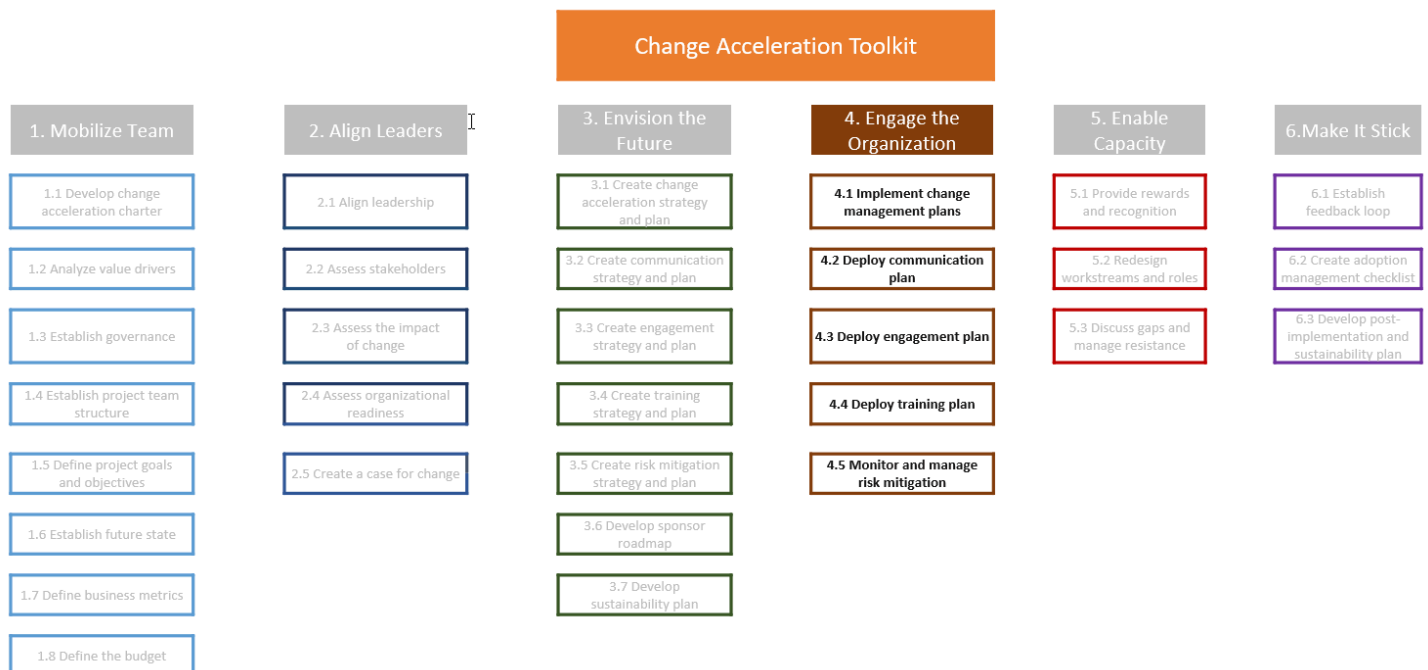 Change Acceleration Toolkit
1. Mobilize Team
1.1 Develop change
acceleration charter
1.2 Analyze value drivers
1.3 Establish governance
1.4 Establish project team
structure
1.5 Define project goals
and objectives
1.6 Establish future state
1.7 Define business metrics
1.8 Define the budget
2. Align Leaders
2.1 Align leadership
2.2 Assess stakeholders
2.3 Assess the impact
of change
2.4 Assess organizational
readiness
2.5 Create a case for change
3. Envision the
Future
3.1 Create change
acceleration strategy
and plan
3.2 Create communication
strategy and plan
3.3 Create engagement
strategy and plan
3.4 Create training
strategy and plan
3.5 Create risk mitigation
strategy and plan
3.6 Develop sponsor
roadmap
3.7 Develop
sustainability plan
4. Engage the
Organization
4.1 Implement change
management plans
4.2 Deploy communication
plan
4.3 Deploy engagement plan
4.4 Deploy training plan
4.5 Monitor and manage
risk mitigation
5. Enable
Capacity
5.1 Provide rewards
and recognition
5.2 Redesign
workstreams and roles
5.3 Discuss gaps and
manage resistance
6.Make It Stick
6.1 Establish
feedback loop
6.2 Create adoption
management checklist
6.3 Develop post-
implementation and
sustainability plan